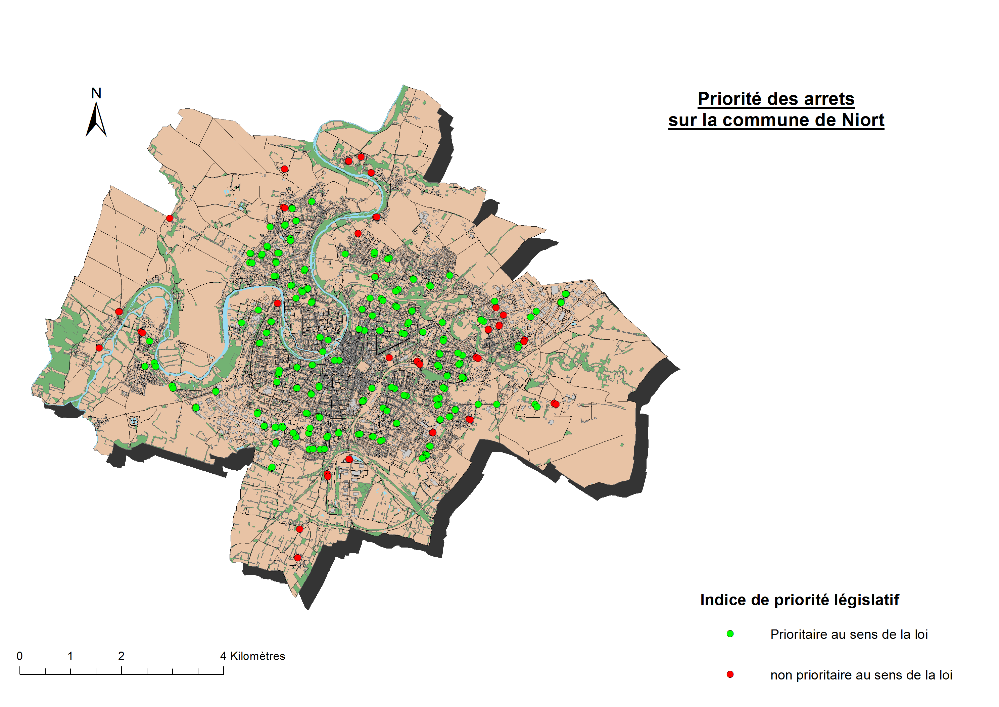 N
Priorité des arrets
sur la commune de Niort
Indice de priorité législatif
Prioritaire au sens de la loi
non prioritaire au sens de la loi
0 1 2 4 Kilomètres